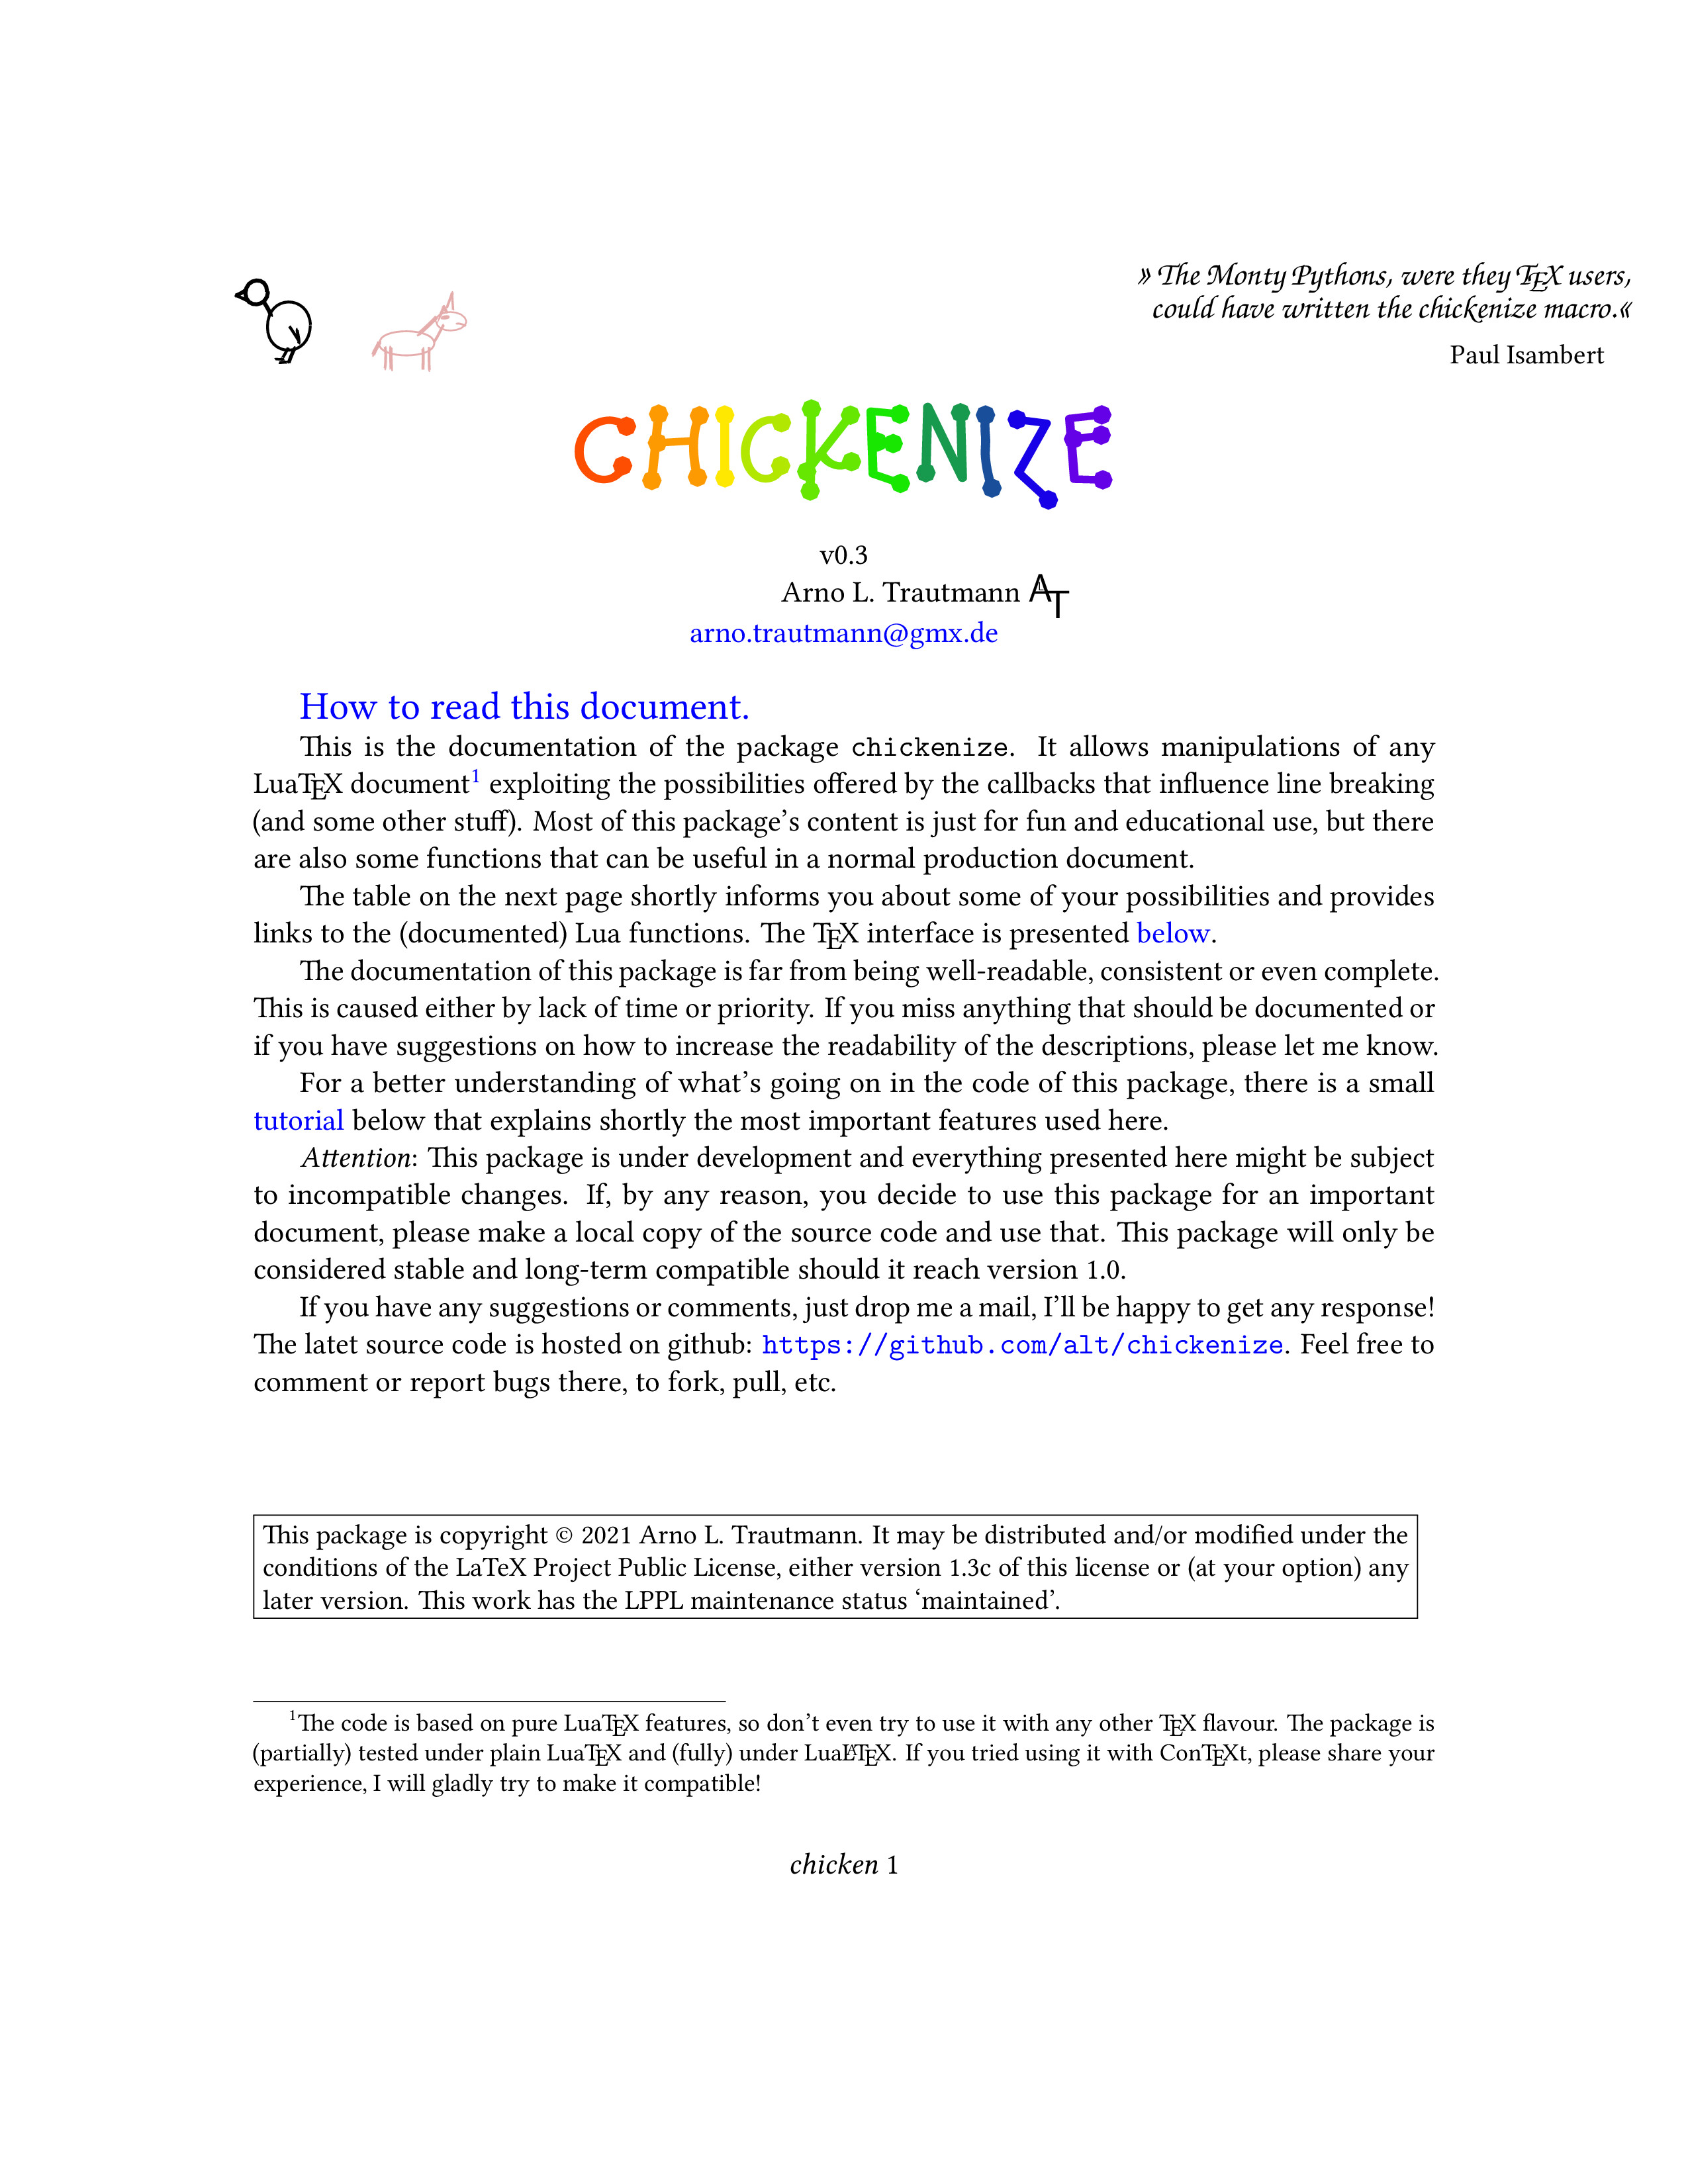 » The Monty Pythons, were they TEX users,
could have written the chickenize macro.«
Paul Isambert
CHICKENIZE
v0.3
Arno L. Trautmann ALT
arno.trautmann@gmx.de
How to read this document.
This is the documentation of the package chickenize. It allows manipulations of any
LuaTEX document1 exploiting the possibilities offered by the callbacks that influence line breaking
(and some other stuff). Most of this package’s content is just for fun and educational use, but there
are also some functions that can be useful in a normal production document.
The table on the next page shortly informs you about some of your possibilities and provides
links to the (documented) Lua functions. The TEX interface is presented below.
The documentation of this package is far from being well-readable, consistent or even complete.
This is caused either by lack of time or priority. If you miss anything that should be documented or
if you have suggestions on how to increase the readability of the descriptions, please let me know.
For a better understanding of what’s going on in the code of this package, there is a small
tutorial below that explains shortly the most important features used here.
Attention: This package is under development and everything presented here might be subject
to incompatible changes. If, by any reason, you decide to use this package for an important
document, please make a local copy of the source code and use that. This package will only be
considered stable and long-term compatible should it reach version 1.0.
If you have any suggestions or comments, just drop me a mail, I’ll be happy to get any response!
The latet source code is hosted on github: https://github.com/alt/chickenize. Feel free to
comment or report bugs there, to fork, pull, etc.
This package is copyright © 2021 Arno L. Trautmann. It may be distributed and/or modified under the
conditions of the LaTeX Project Public License, either version 1.3c of this license or (at your option) any
later version. This work has the LPPL maintenance status ‘maintained’.
1The code is based on pure LuaTEX features, so don’t even try to use it with any other TEX flavour. The package is
(partially) tested under plain LuaTEX and (fully) under LuaLATEX. If you tried using it with ConTEXt, please share your
experience, I will gladly try to make it compatible!
chicken 1